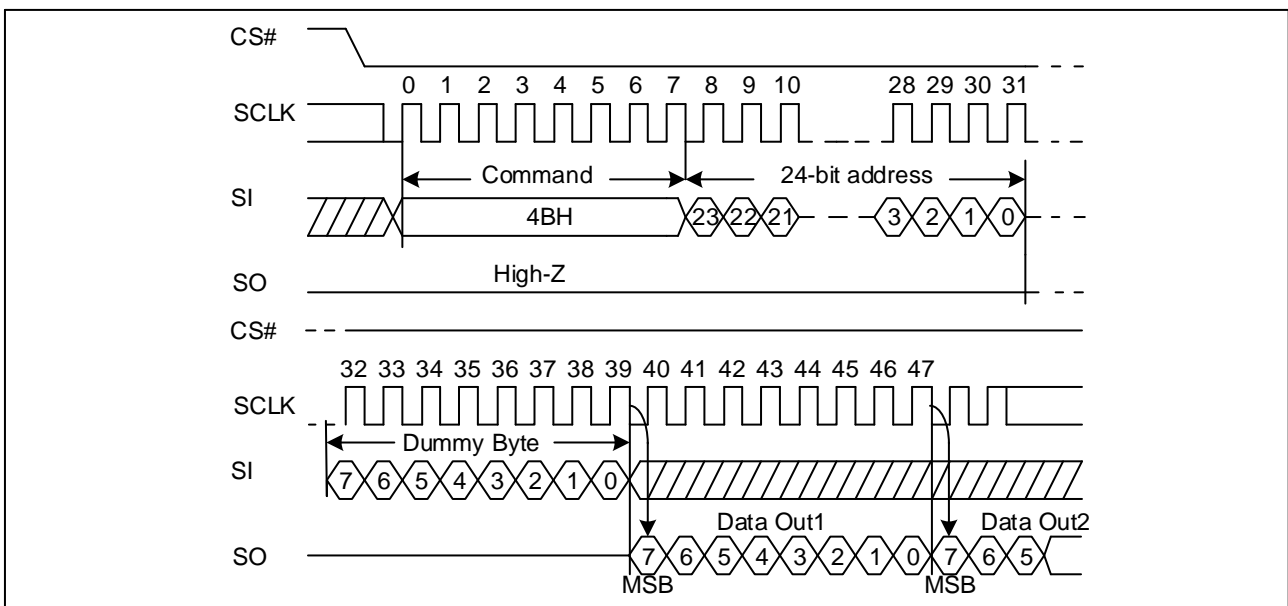 CS#
0 1 2 3 4 5 6 7 8 9 10 28 29 30 31
SCLK
Command 24-bit address
SI
4BH 23 22 21 3 2 1 0
High-Z
SO
CS#
32 33 34 35 36 37 38 39 40 41 42 43 44 45 46 47
SCLK
Dummy Byte
SI
7 6 5 4 3 2 1 0
Data Out1 Data Out2
SO
7 6 5 4 3 2 1 0 7 6 5
MSB MSB